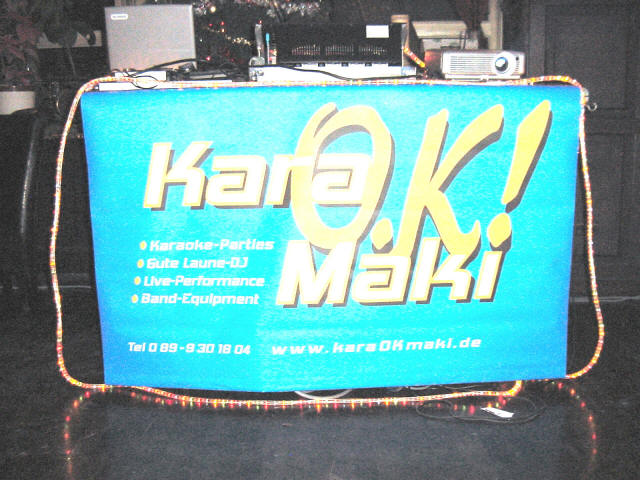 Kara
O.K!
Maki
Karaoke-Parties
Gute Laune-DJ
Live-Performance
Band-Equipment
Tel 0 89-9 30 18 04 www.karaOKmaki.de